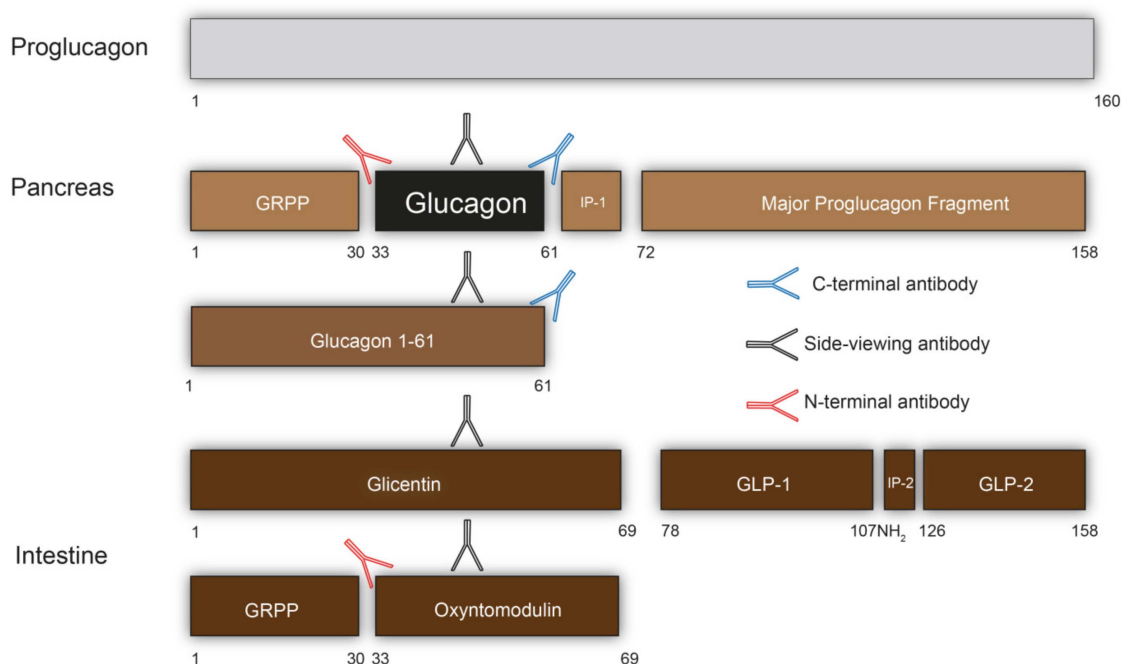 Proglucagon
1 160
Pancreas
GRPP Glucagon IP-1 Major Proglucagon Fragment
1 30 33 61 72 158
C-terminal antibody
Glucagon 1-61
Side-viewing antibody
1 61
N-terminal antibody
Glicentin GLP-1 IP-2 GLP-2
1 69 78 107NH₂ 126 158
Intestine
GRPP Oxyntomodulin
1 30 33 69